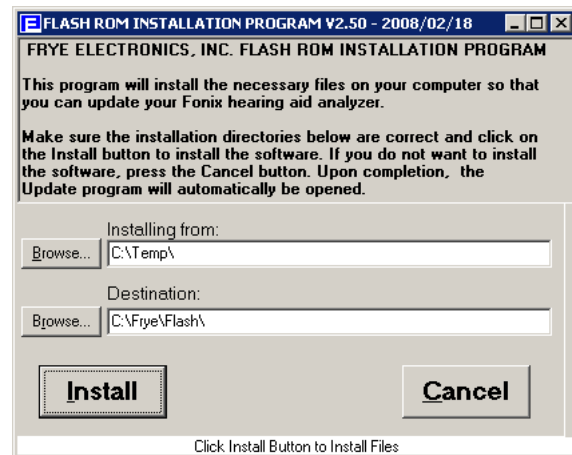 FLASH ROM INSTALLATION PROGRAM V2.50 - 2008/02/18
FRYE ELECTRONICS, INC. FLASH ROM INSTALLATION PROGRAM
This program will install the necessary files on your computer so that
you can update your Fonix hearing aid analyzer.
Make sure the installation directories below are correct and click on
the Install button to install the software. If you do not want to install
the software, press the Cancel button. Upon completion, the
Update program will automatically be opened.
Installing from:
Browse... C:\Temp\
Destination:
Browse... C:\Frye\Flash\
Install Cancel
Click Install Button to Install Files